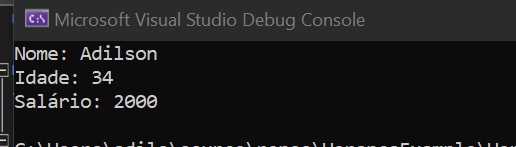 Microsoft Visual Studio Debug Console
Nome: Adilson
Idade: 34
Salário: 2000